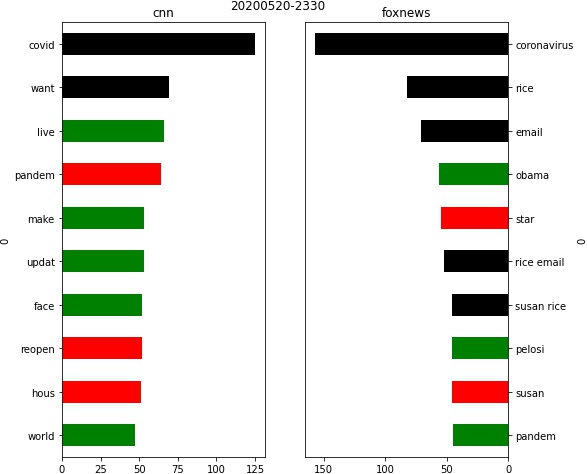 20200520-2330
cnn
foxnews
covid
want
live
pandem
make
updat
face
reopen
hous
world
0
0 25 50 75 100 125
coronavirus
rice
email
obama
star
rice email
susan rice
pelosi
susan
pandem
0
150 100 50 0